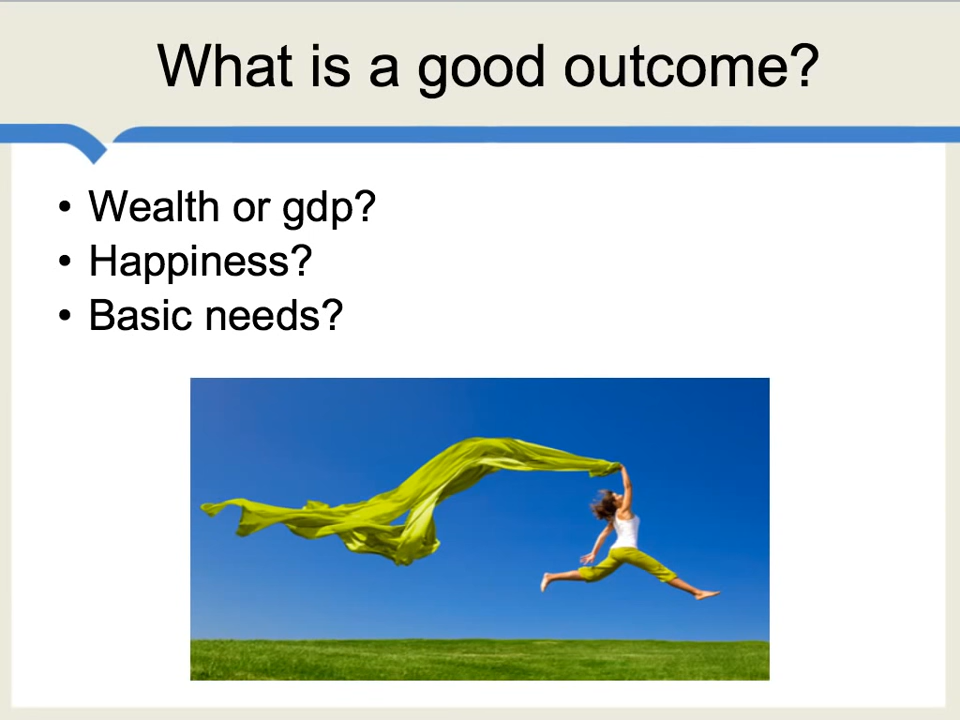 What is a good outcome?
• Wealth or gdp?
• Happiness?
• Basic needs?